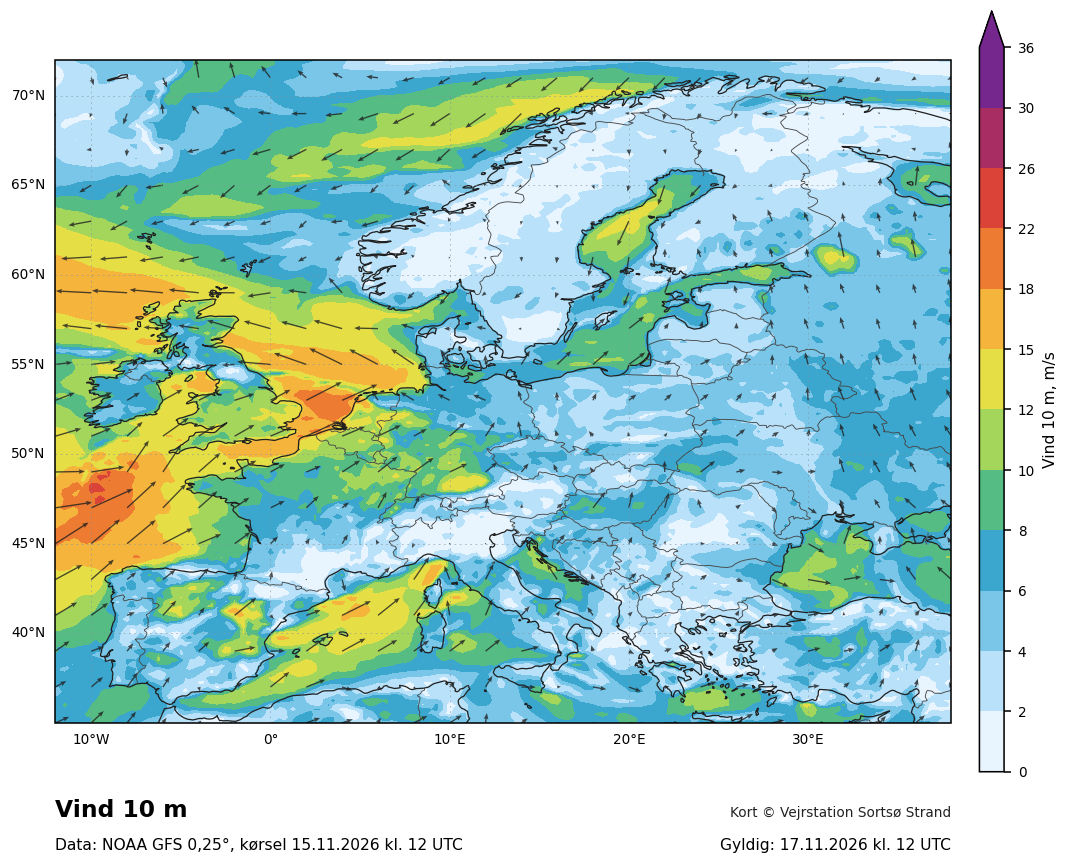 36
30
26
22
18
15
12
10
8
6
4
2
0
Vind 10 m, m/s
70°N
65°N
60°N
55°N
50°N
45°N
40°N
10°W
0°
10°E
20°E
30°E
Vind 10 m
Kort © Vejrstation Sortsø Strand
Data: NOAA GFS 0,25°, kørsel 15.11.2026 kl. 12 UTC
Gyldig: 17.11.2026 kl. 12 UTC